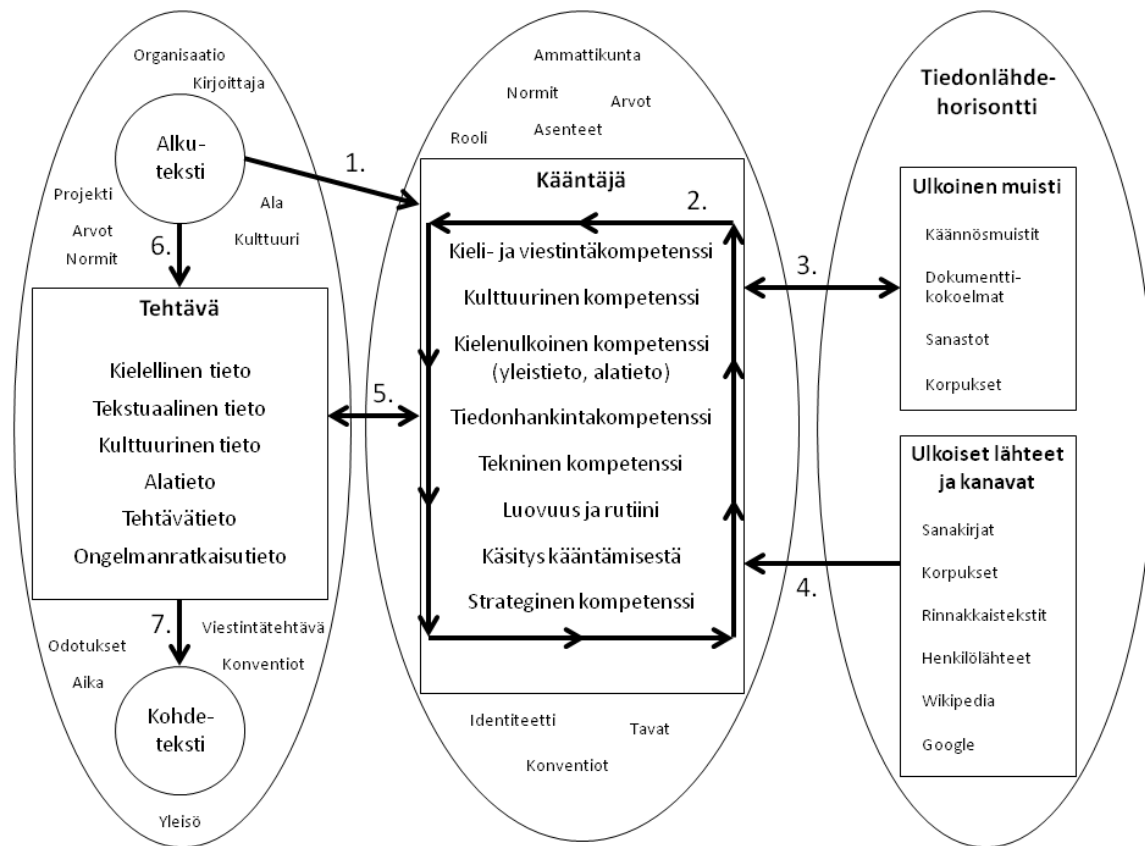 Organisaatio
Kirjoittaja
Alku-
teksti
Projekti
Ala
Arvot
Kulttuuri
Normit
6.
Tehtävä
Kielellinen tieto
Tekstuaalinen tieto
Kulttuurinen tieto
Alatieto
Tehtävätieto
Ongelmanratkaisutieto
7.
Viestintätehtävä
Odotukset
Konventiot
Aika
Kohde-
teksti
Yleisö
1.
5.
Ammattikunta
Normit
Arvot
Rooli
Asenteet
Kääntäjä
2.
Kieli- ja viestintäkompetenssi
Kulttuurinen kompetenssi
Kielenulkoinen kompetenssi
(yleistieto, alatieto)
Tiedonhankintakompetenssi
Tekninen kompetenssi
Luovuus ja rutiini
Käsitys kääntämisestä
Strateginen kompetenssi
Identiteetti
Tavat
Konventiot
3.
4.
Tiedonlähde-
horisontti
Ulkoinen muisti
Käännösmuistit
Dokumentti-
kokoelmat
Sanastot
Korpukset
Ulkoiset lähteet
ja kanavat
Sanakirjat
Korpukset
Rinnakkaistekstit
Henkilölähteet
Wikipedia
Google